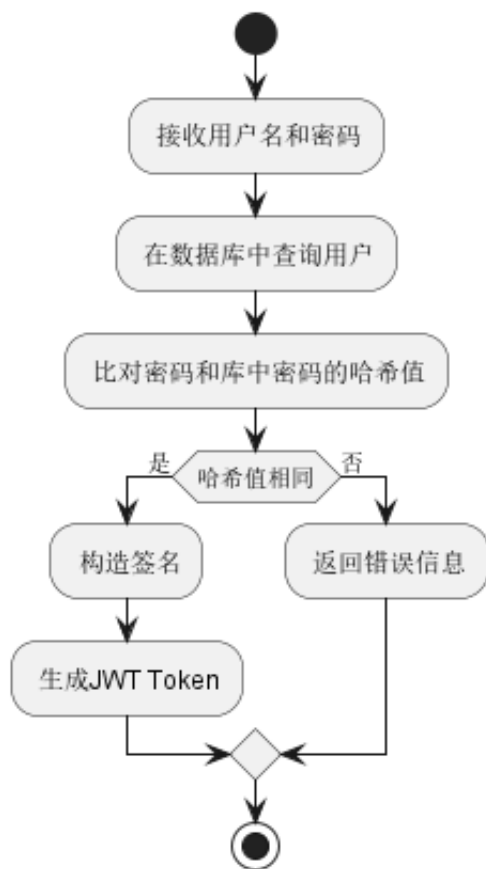 接收用户名和密码
在数据库中查询用户
比对密码和库中密码的哈希值
是
哈希值相同
否
构造签名
返回错误信息
生成JWT Token